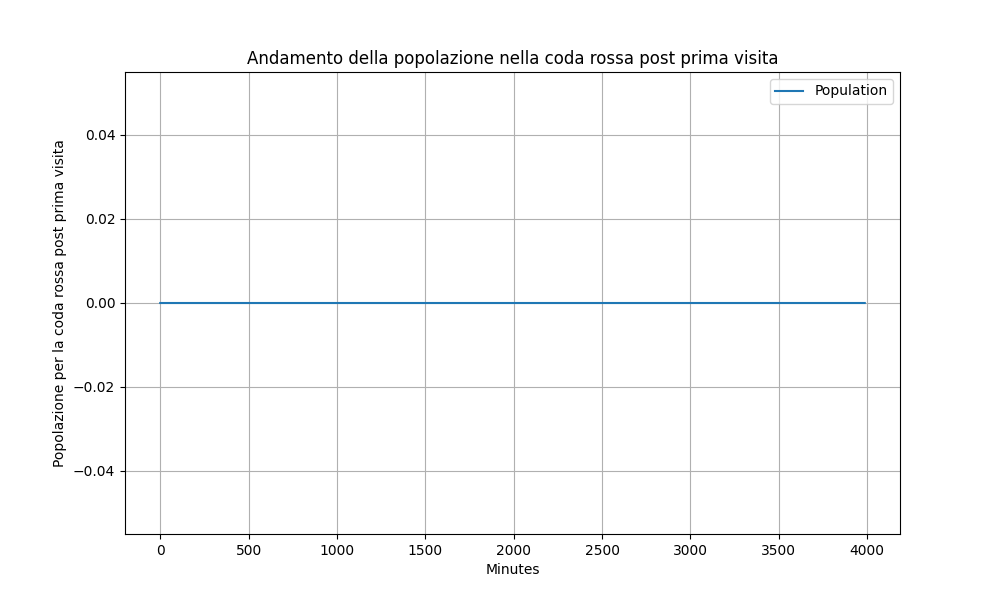 Andamento della popolazione nella coda rossa post prima visita
Population
Popolazione per la coda rossa post prima visita
0.04
0.02
0.00
−0.02
−0.04
0 500 1000 1500 2000 2500 3000 3500 4000
Minutes